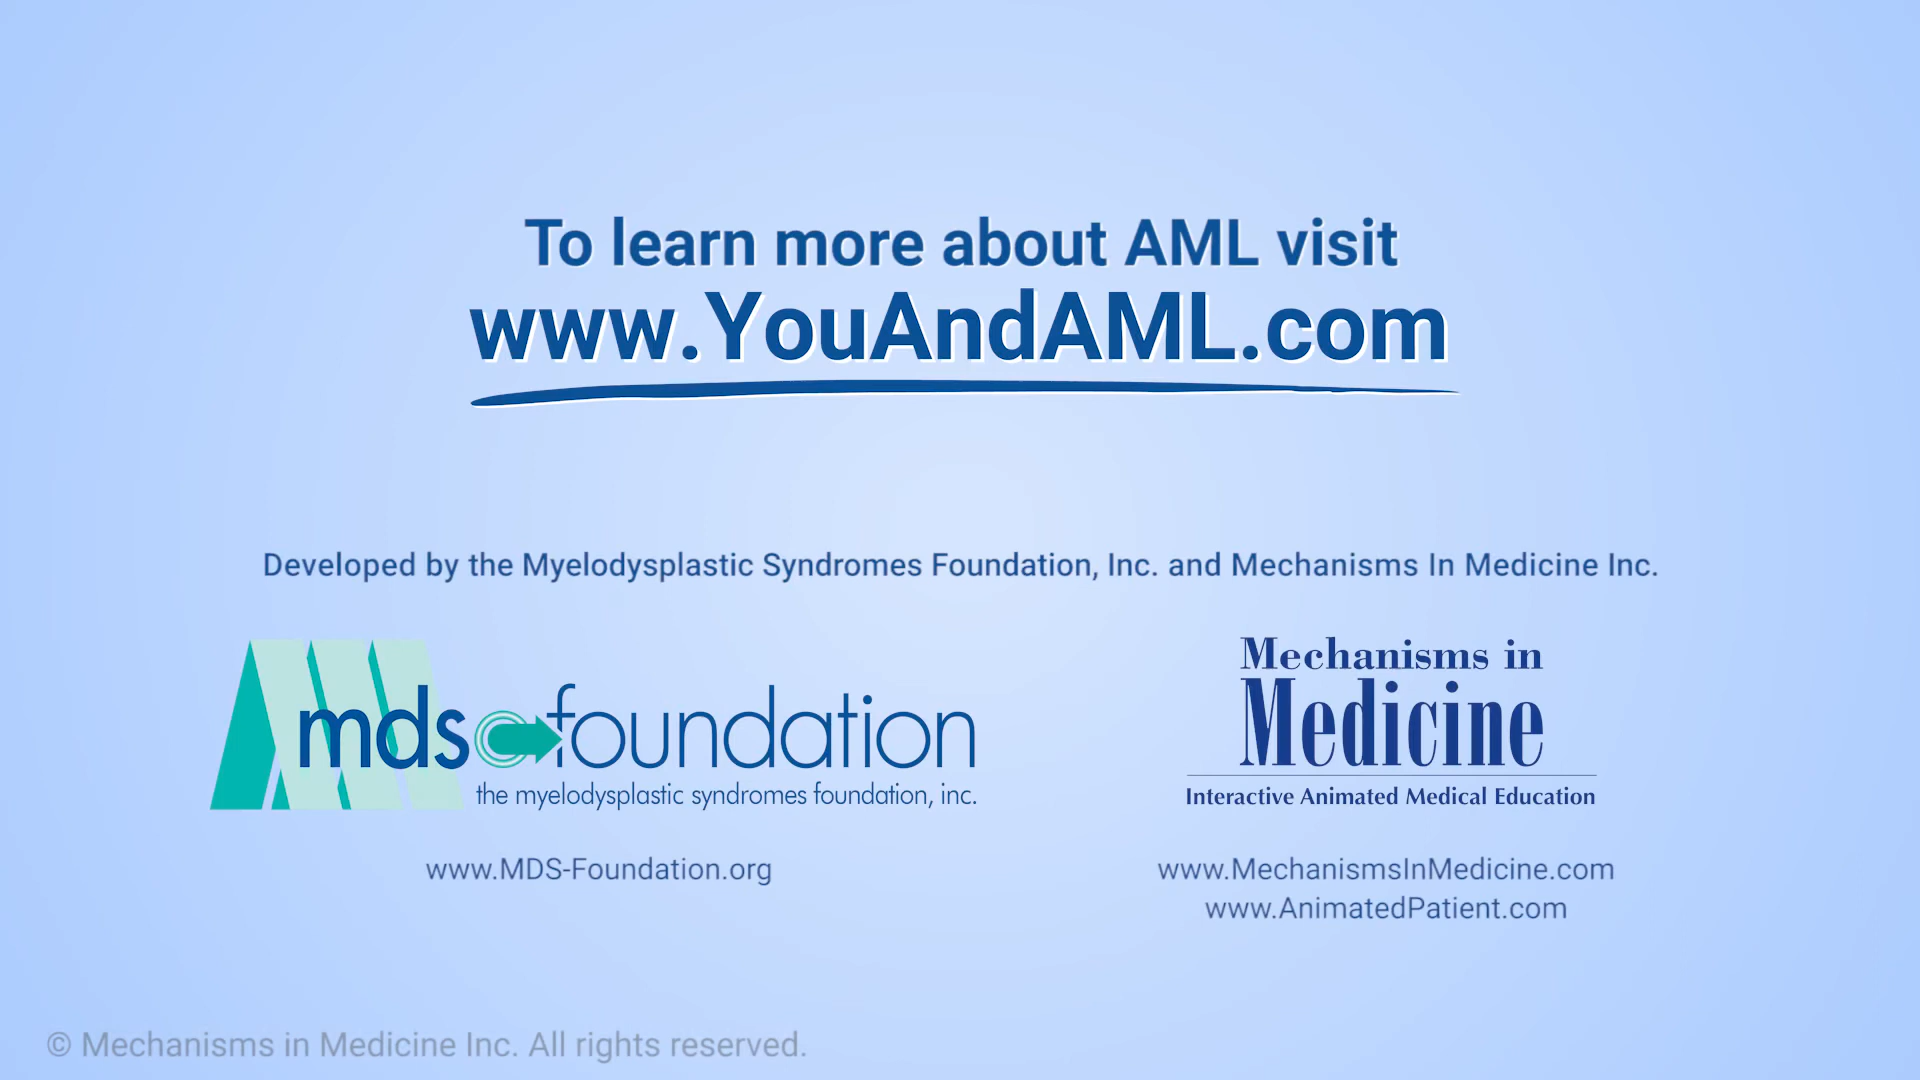 To learn more about AML visit
www.YouAndAML.com
Developed by the Myelodysplastic Syndromes Foundation, Inc. and Mechanisms In Medicine Inc.
mds foundation
the myelodysplastic syndromes foundation, inc.
www.MDS-Foundation.org
Mechanisms in
Medicine
Interactive Animated Medical Education
www.MechanismsInMedicine.com
www.AnimatedPatient.com
© Mechanisms in Medicine Inc. All rights reserved.